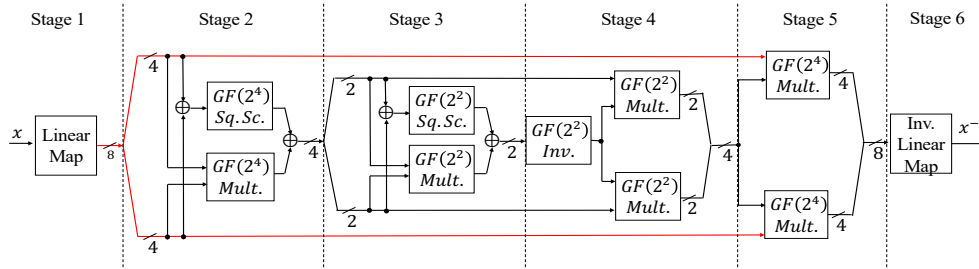 Stage 1
Stage 2
Stage 3
Stage 4
Stage 5
Stage 6
x
Linear
Map
8
4
4
GF(2⁴)
Sq.Sc.
GF(2⁴)
Mult.
4
2
2
GF(2²)
Sq.Sc.
GF(2²)
Mult.
2
GF(2²)
Inv.
GF(2²)
Mult.
2
GF(2²)
Mult.
2
4
GF(2⁴)
Mult.
4
GF(2⁴)
Mult.
4
8
Inv.
Linear
Map
x⁻